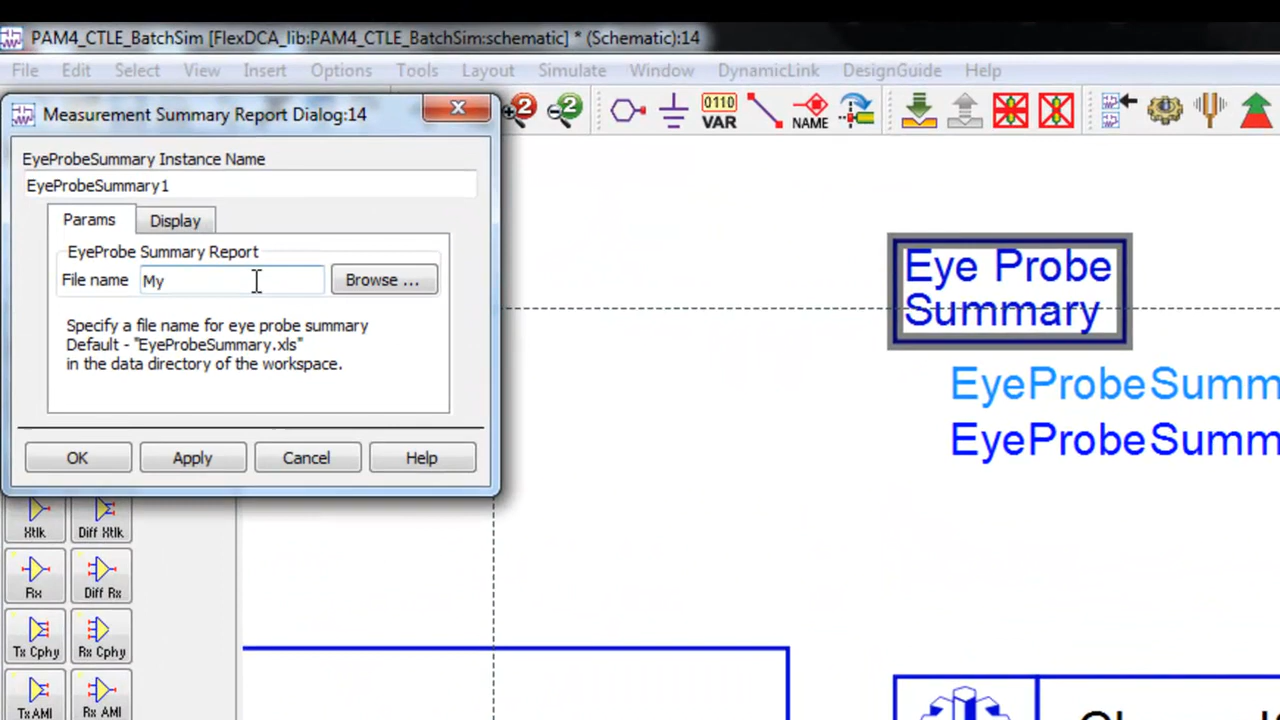 PAM4_CTLE_BatchSim [FlexDCA_lib:PAM4_CTLE_BatchSim:schematic] * (Schematic):14
File Edit Select View Insert Options Tools Layout Simulate Window DynamicLink DesignGuide Help
Measurement Summary Report Dialog:14
2 2 0110 VAR NAME
EyeProbeSummary Instance Name
EyeProbeSummary1
Params Display
EyeProbe Summary Report
File name My Browse ...
Specify a file name for eye probe summary
Default - "EyeProbeSummary.xls"
in the data directory of the workspace.
OK Apply Cancel Help
Eye Probe
Summary
EyeProbeSumm
EyeProbeSumm
Xtlk Diff Xtlk
Rx Diff Rx
Tx Cphy Rx Cphy
Tx AMI Rx AMI